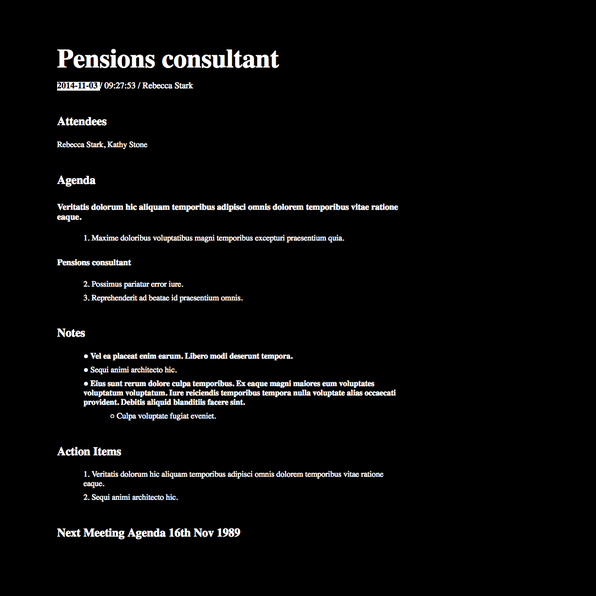 Pensions consultant
2014-11-03 / 09:27:53 / Rebecca Stark
Attendees
Rebecca Stark, Kathy Stone
Agenda
Veritatis dolorum hic aliquam temporibus adipisci omnis dolorem temporibus vitae ratione
eaque.
1. Maxime doloribus voluptatibus magni temporibus excepturi praesentium quia.
Pensions consultant
2. Possimus pariatur error iure.
3. Reprehenderit ad beatae id praesentium omnis.
Notes
● Vel ea placeat enim earum. Libero modi deserunt tempora.
● Sequi animi architecto hic.
● Eius sunt rerum dolore culpa temporibus. Ex eaque magni maiores eum voluptates
voluptatum voluptatum. Iure reiciendis temporibus tempora nulla voluptate alias occaecati
provident. Debitis aliquid blanditiis facere sint.
○ Culpa voluptate fugiat eveniet.
Action Items
1. Veritatis dolorum hic aliquam temporibus adipisci omnis dolorem temporibus vitae ratione
eaque.
2. Sequi animi architecto hic.
Next Meeting Agenda 16th Nov 1989